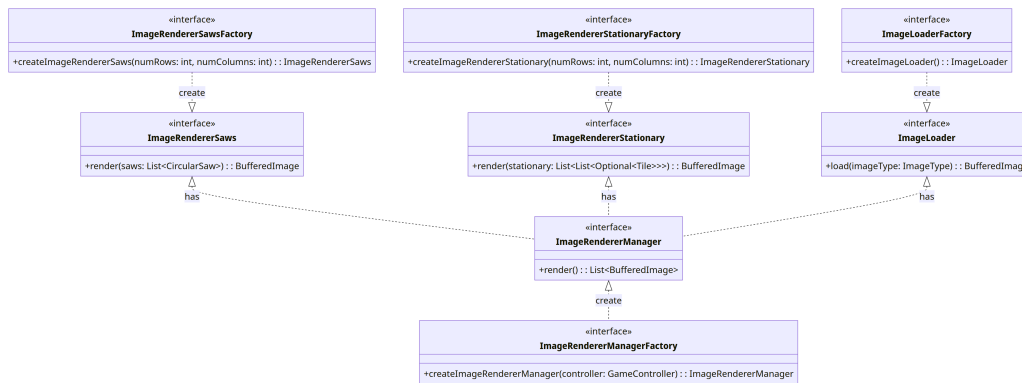 «interface»
ImageRendererSawsFactory
+createImageRendererSaws(numRows: int, numColumns: int) : : ImageRendererSaws
«interface»
ImageRendererStationaryFactory
+createImageRendererStationary(numRows: int, numColumns: int) : : ImageRendererStationary
«interface»
ImageLoaderFactory
+createImageLoader() : : ImageLoader
create
create
create
«interface»
ImageRendererSaws
+render(saws: List<CircularSaw>) : : BufferedImage
«interface»
ImageRendererStationary
+render(stationary: List<List<Optional<Tile>>>) : : BufferedImage
«interface»
ImageLoader
+load(imageType: ImageType) : : BufferedIma
has
has
has
«interface»
ImageRendererManager
+render() : : List<BufferedImage>
create
«interface»
ImageRendererManagerFactory
+createImageRendererManager(controller: GameController) : : ImageRendererManager